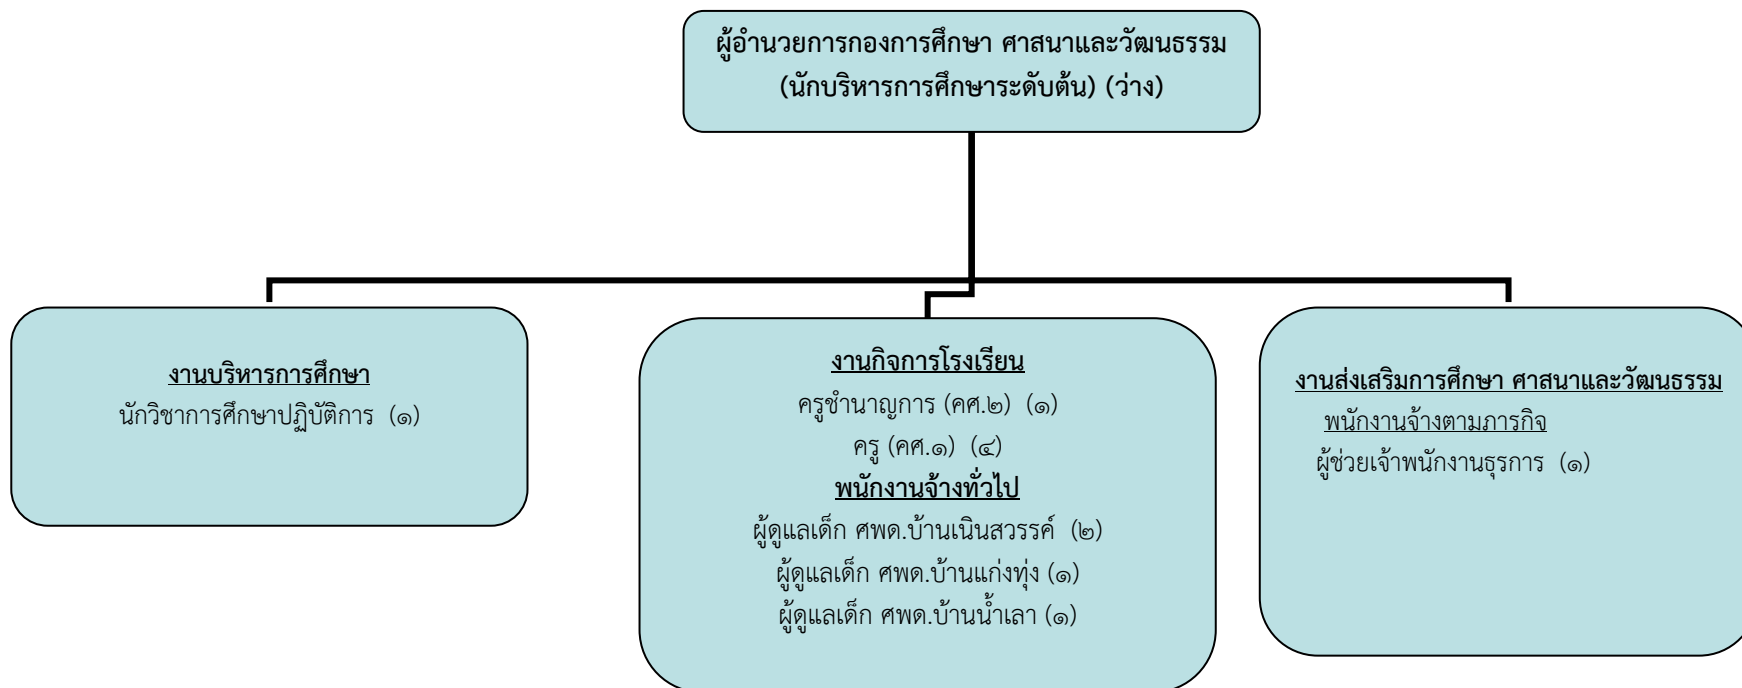 ผู้อำนวยการกองการศึกษา ศาสนาและวัฒนธรรม
(นักบริหารการศึกษาระดับต้น) (ว่าง)
งานบริหารการศึกษา
นักวิชาการศึกษาปฏิบัติการ (๑)
งานกิจการโรงเรียน
ครูชำนาญการ (คศ.๒) (๑)
ครู (คศ.๑) (๔)
พนักงานจ้างทั่วไป
ผู้ดูแลเด็ก ศพด.บ้านเนินสวรรค์ (๒)
ผู้ดูแลเด็ก ศพด.บ้านแก่งทุ่ง (๑)
ผู้ดูแลเด็ก ศพด.บ้านน้ำเลา (๑)
งานส่งเสริมการศึกษา ศาสนาและวัฒนธรรม
พนักงานจ้างตามภารกิจ
ผู้ช่วยเจ้าพนักงานธุรการ (๑)